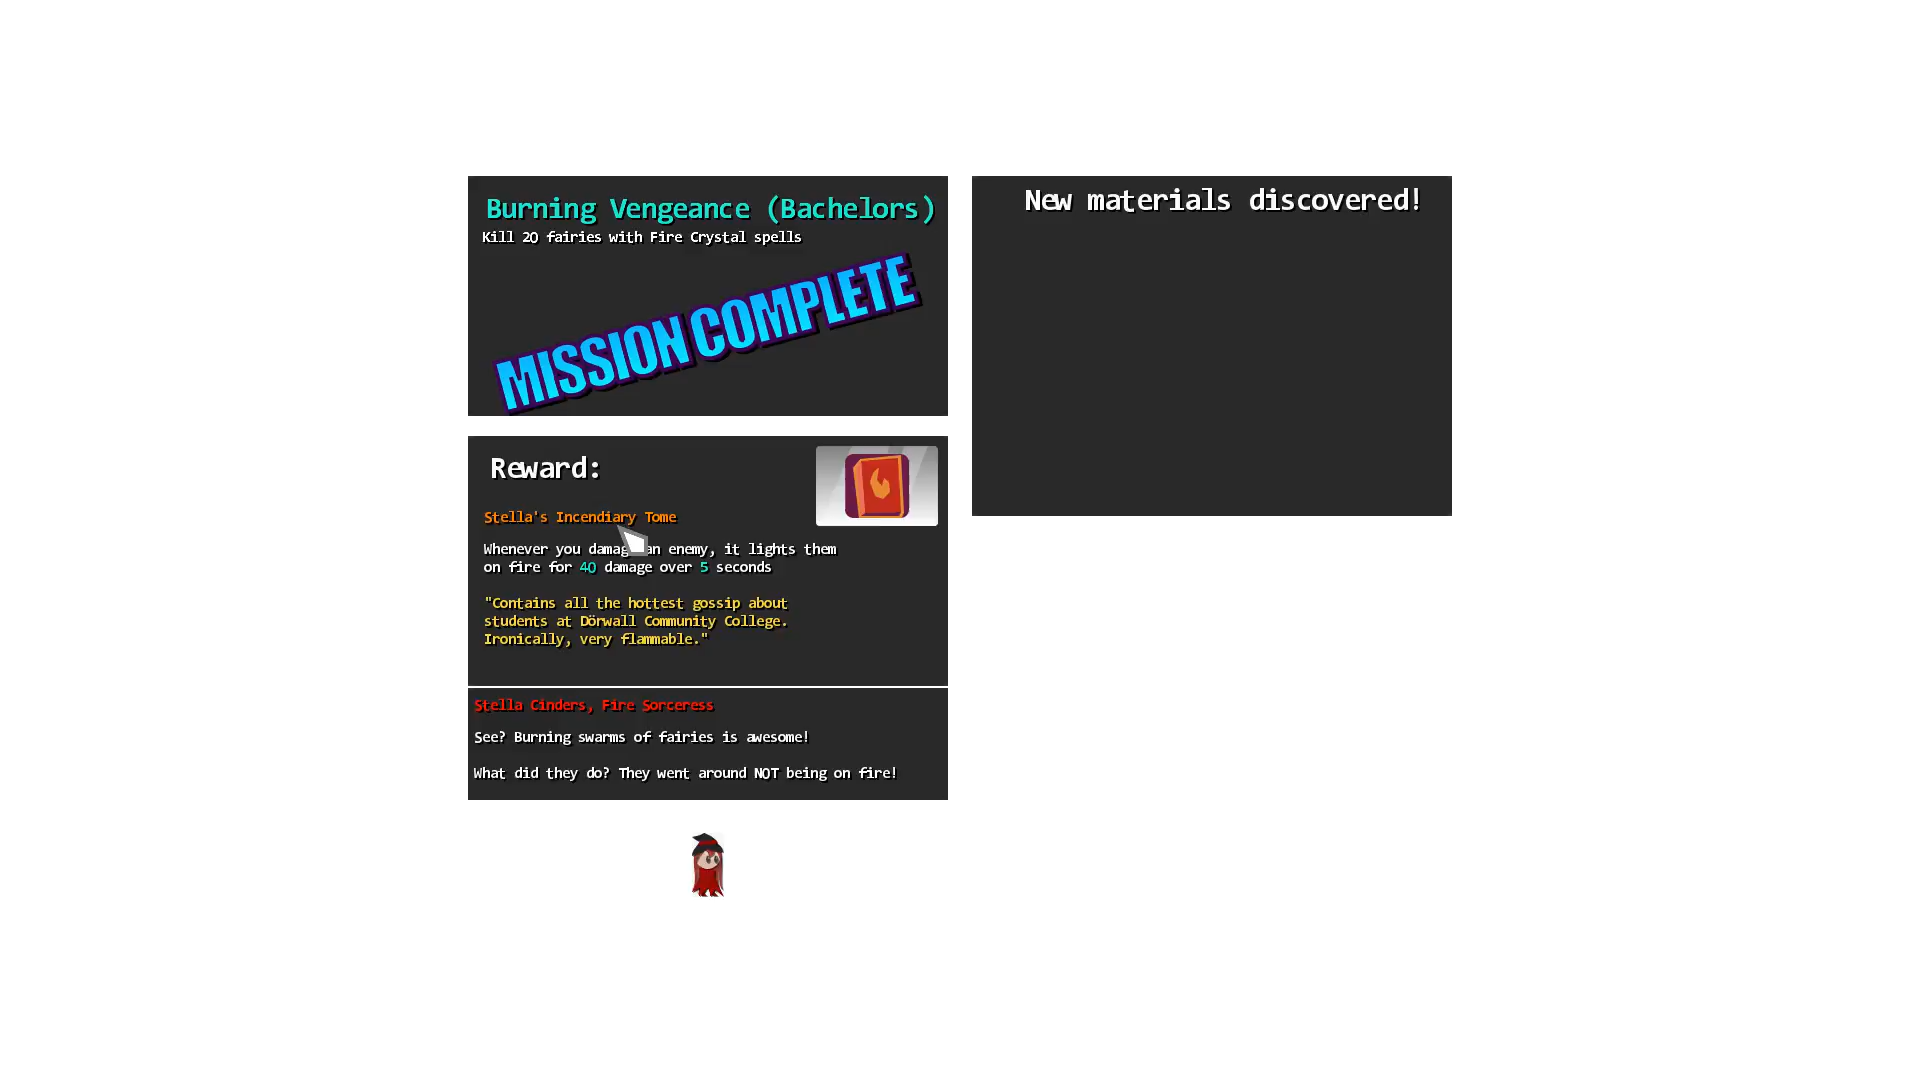 Burning Vengeance (Bachelors)
Kill 20 fairies with Fire Crystal spells
MISSION COMPLETE
Reward:
Stella's Incendiary Tome
Whenever you damage an enemy, it lights them
on fire for 40 damage over 5 seconds
"Contains all the hottest gossip about
students at Dörwall Community College.
Ironically, very flammable."
Stella Cinders, Fire Sorceress
See? Burning swarms of fairies is awesome!
What did they do? They went around NOT being on fire!
New materials discovered!